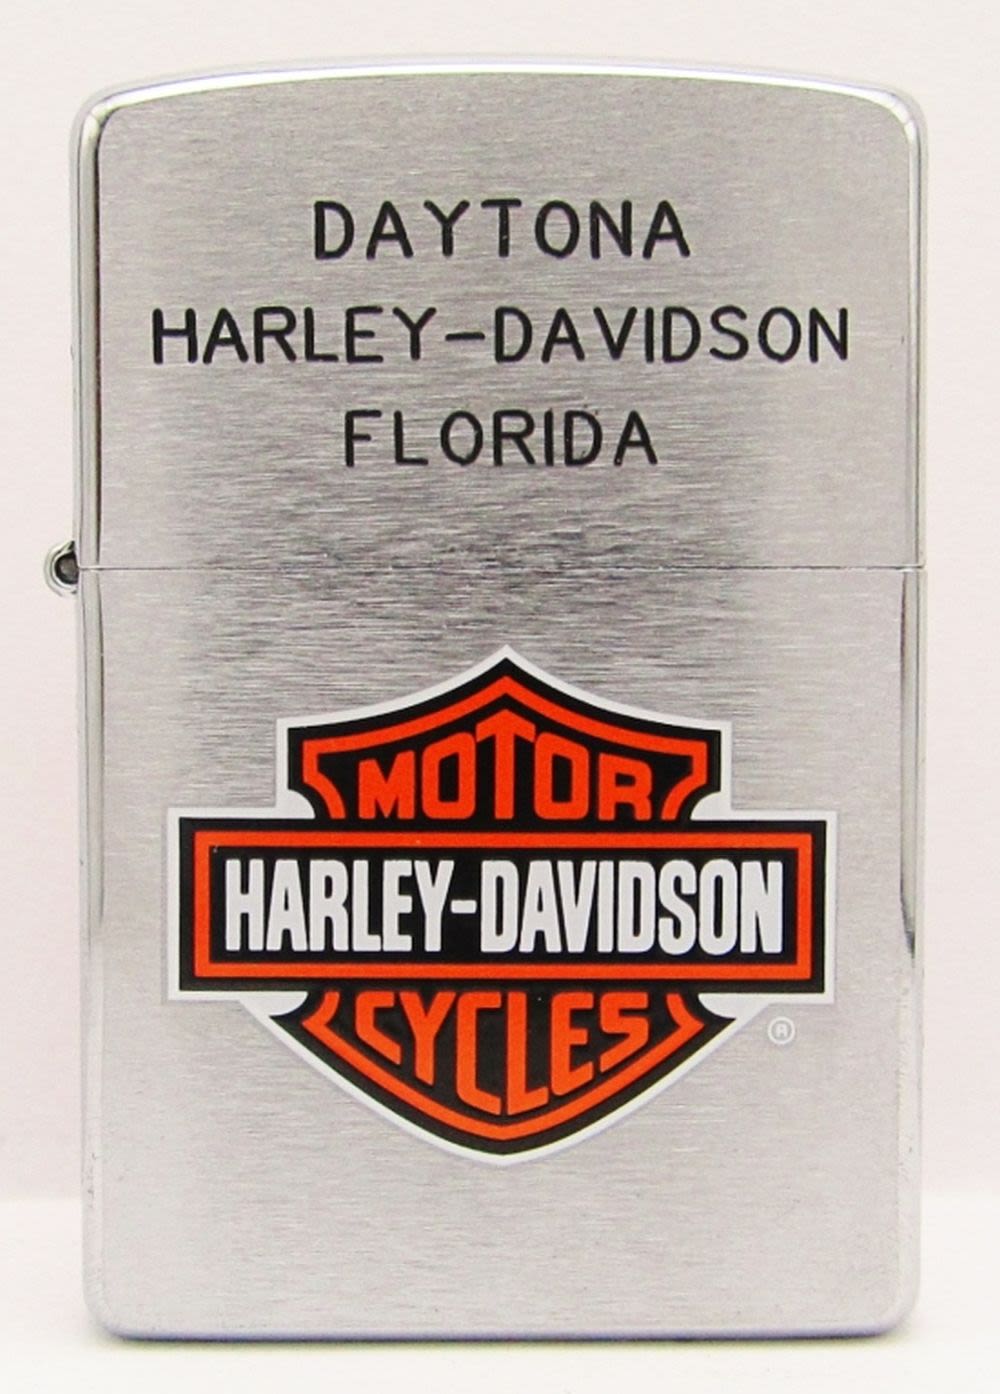 DAYTONA
HARLEY-DAVIDSON
FLORIDA
MOTOR
HARLEY-DAVIDSON
CYCLES
®